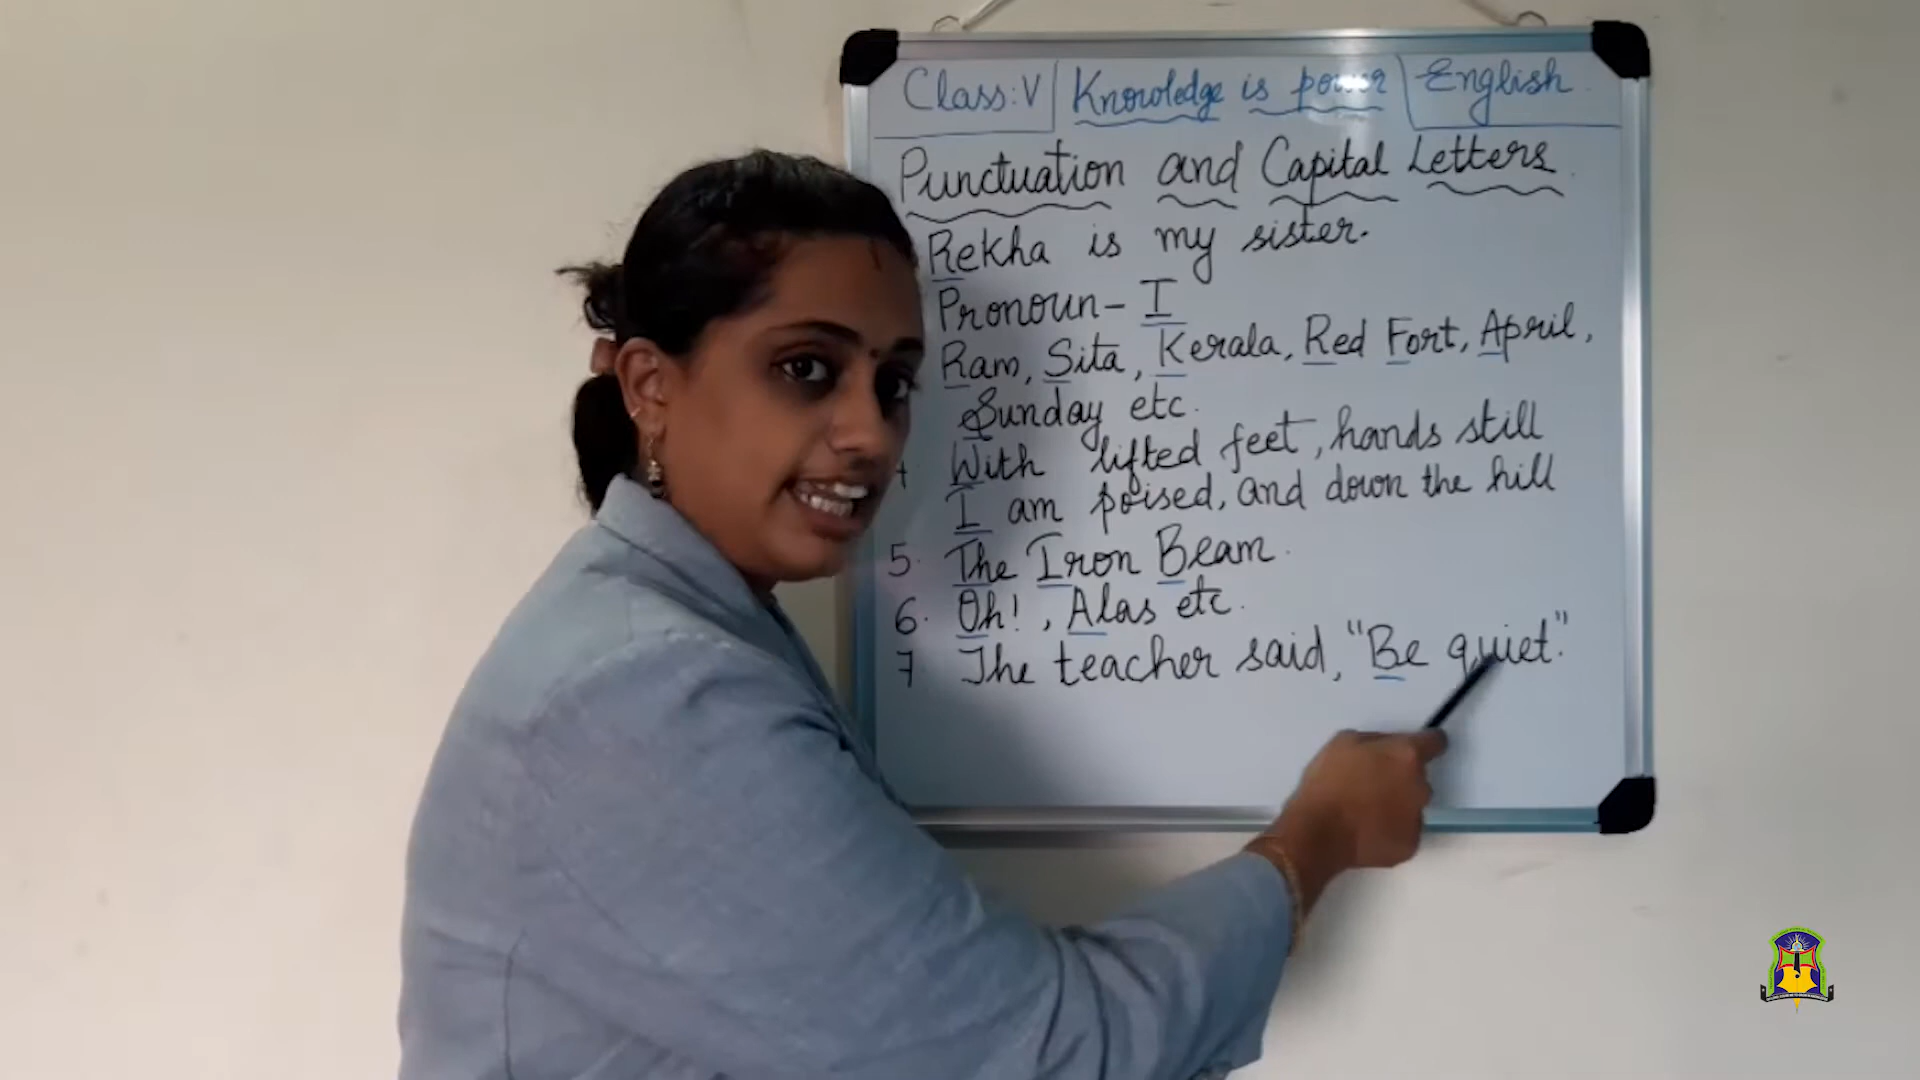 Class: V Knowledge is power English
Punctuation and Capital Letters
Rekha is my sister.
Pronoun - I
Ram, Sita, Kerala, Red Fort, April,
Sunday etc.
With lifted feet, hands still
I am poised, and down the hill
5. The Iron Beam.
6. Oh!, Alas etc.
7 The teacher said, "Be quiet."